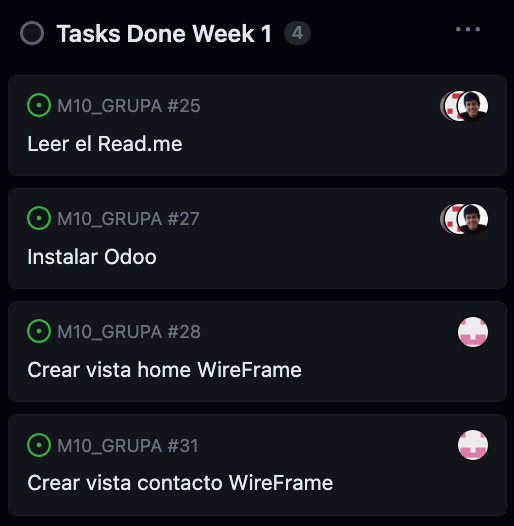 Tasks Done Week 1 4
M10_GRUPA #25
Leer el Read.me
M10_GRUPA #27
Instalar Odoo
M10_GRUPA #28
Crear vista home WireFrame
M10_GRUPA #31
Crear vista contacto WireFrame